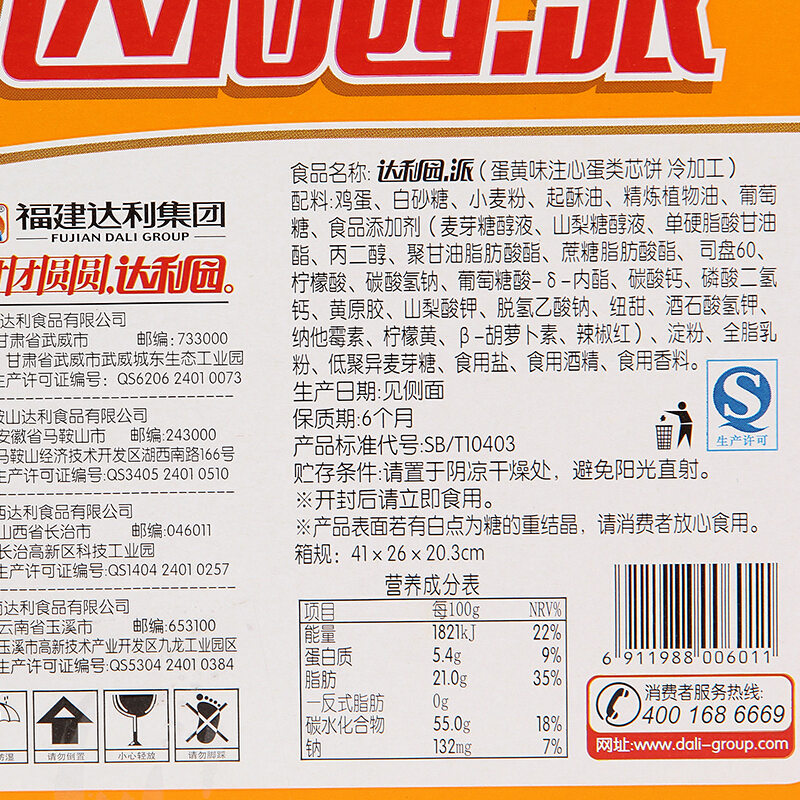 达利园.派
福建达利集团
FUJIAN DALI GROUP
团圆圆.达利园。
达利食品有限公司
甘肃省武威市 邮编:733000
甘肃省武威市武威城东生态工业园
生产许可证编号: QS6206 2401 0073
鞍山达利食品有限公司
安徽省马鞍山市 邮编:243000
马鞍山经济技术开发区湖西南路166号
生产许可证编号:QS3405 2401 0510
西达利食品有限公司
山西省长治市 邮编:046011
长治高新区科技工业园
生产许可证编号:QS1404 2401 0257
达利食品有限公司
云南省玉溪市 邮编:653100
玉溪市高新技术产业开发区九龙工业园区
生产许可证编号:QS5304 2401 0384
防湿
请勿倒置
小心轻放
请勿脚踩
食品名称: 达利园.派(蛋黄味注心蛋类芯饼 冷加工)
配料:鸡蛋、白砂糖、小麦粉、起酥油、精炼植物油、葡萄
糖、食品添加剂(麦芽糖醇液、山梨糖醇液、单硬脂酸甘油
酯、丙二醇、聚甘油脂肪酸酯、蔗糖脂肪酸酯、司盘60、
柠檬酸、碳酸氢钠、葡萄糖酸-δ-内酯、碳酸钙、磷酸二氢
钙、黄原胶、山梨酸钾、脱氢乙酸钠、纽甜、酒石酸氢钾、
纳他霉素、柠檬黄、β-胡萝卜素、辣椒红)、淀粉、全脂乳
粉、低聚异麦芽糖、食用盐、食用酒精、食用香料。
生产日期:见侧面
保质期:6个月
产品标准代号:SB/T10403
贮存条件:请置于阴凉干燥处,避免阳光直射。
※开封后请立即食用。
※产品表面若有白点为糖的重结晶,请消费者放心食用。
箱规: 41×26×20.3cm
生产许可
营养成分表
项目 每100g NRV%
能量 1821kJ 22%
蛋白质 5.4g 9%
脂肪 21.0g 35%
—反式脂肪 0g
碳水化合物 55.0g 18%
钠 132mg 7%
6 911988 006011
消费者服务热线:
400 168 6669
网址:www.dali-group.com